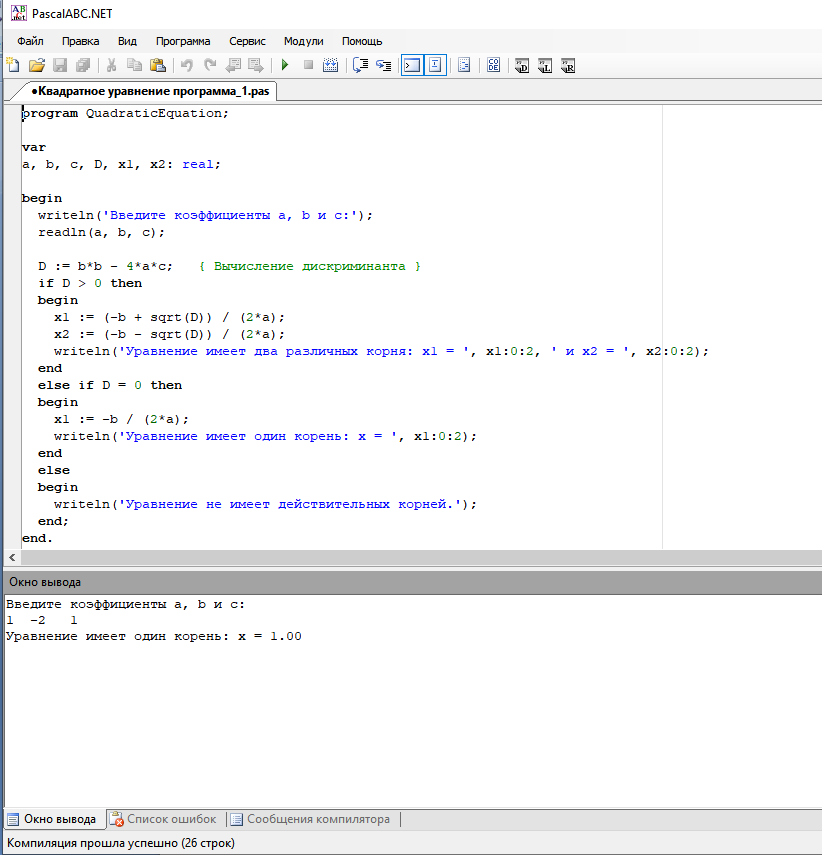 PascalABC.NET
Файл Правка Вид Программа Сервис Модули Помощь
•Квадратное уравнение программа_1.pas
program QuadraticEquation;
var
a, b, c, D, x1, x2: real;
begin
writeln('Введите коэффициенты a, b и c:');
readln(a, b, c);
D := b*b - 4*a*c; { Вычисление дискриминанта }
if D > 0 then
begin
x1 := (-b + sqrt(D)) / (2*a);
x2 := (-b - sqrt(D)) / (2*a);
writeln('Уравнение имеет два различных корня: x1 = ', x1:0:2, ' и x2 = ', x2:0:2);
end
else if D = 0 then
begin
x1 := -b / (2*a);
writeln('Уравнение имеет один корень: x = ', x1:0:2);
end
else
begin
writeln('Уравнение не имеет действительных корней.');
end;
end.
Окно вывода
Введите коэффициенты a, b и c:
1 -2 1
Уравнение имеет один корень: x = 1.00
Окно вывода Список ошибок Сообщения компилятора
Компиляция прошла успешно (26 строк)